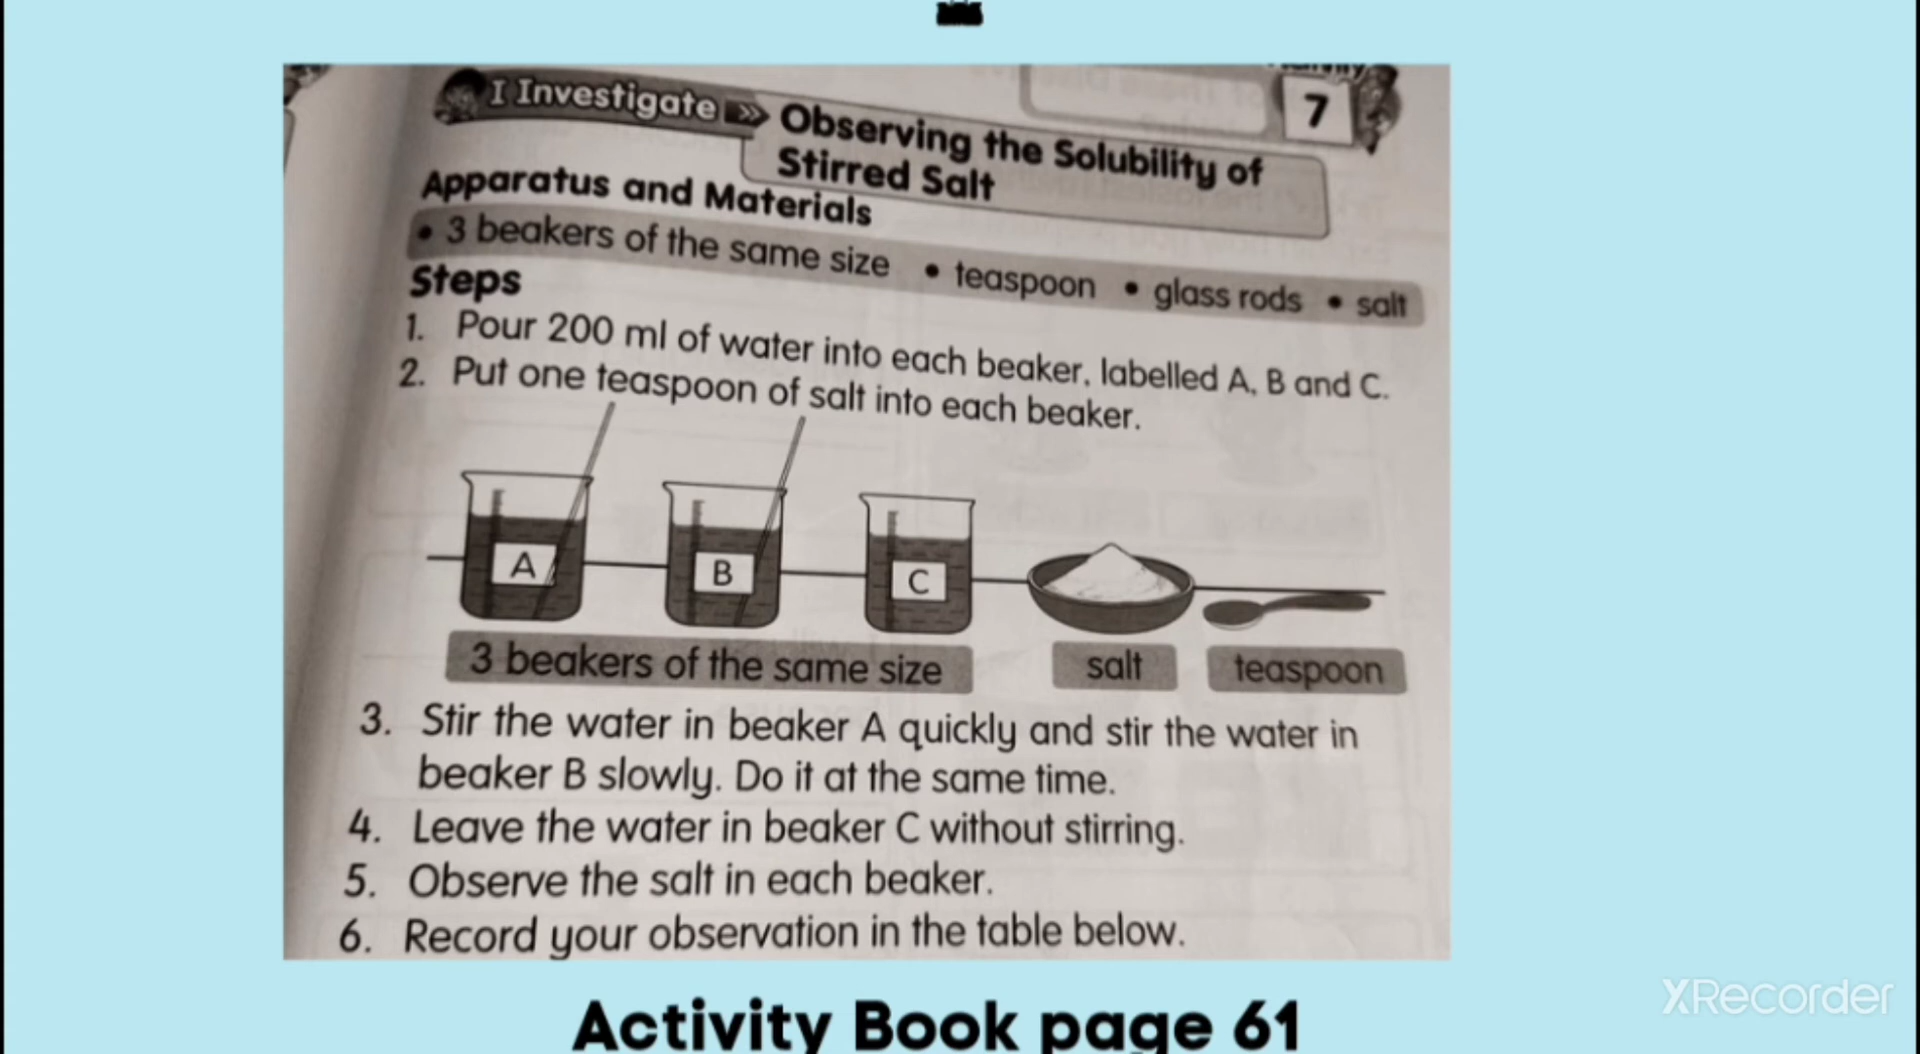 I Investigate
7
Observing the Solubility of
Stirred Salt
Apparatus and Materials
• 3 beakers of the same size • teaspoon • glass rods • salt
Steps
1. Pour 200 ml of water into each beaker, labelled A, B and C.
2. Put one teaspoon of salt into each beaker.
A
B
C
3 beakers of the same size
salt
teaspoon
3. Stir the water in beaker A quickly and stir the water in
beaker B slowly. Do it at the same time.
4. Leave the water in beaker C without stirring.
5. Observe the salt in each beaker.
6. Record your observation in the table below.
Activity Book page 61
XRecorder